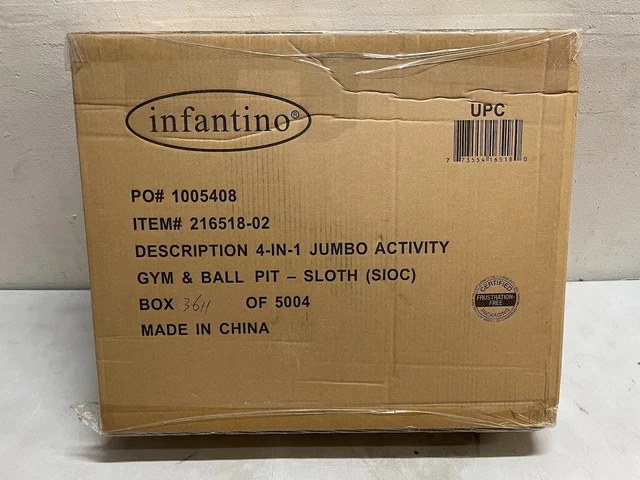 infantino®
UPC
7 73554 16518 0
PO# 1005408
ITEM# 216518-02
DESCRIPTION 4-IN-1 JUMBO ACTIVITY
GYM & BALL PIT – SLOTH (SIOC)
BOX 3611 OF 5004
MADE IN CHINA
CERTIFIED
FRUSTRATION-
FREE
PACKAGING